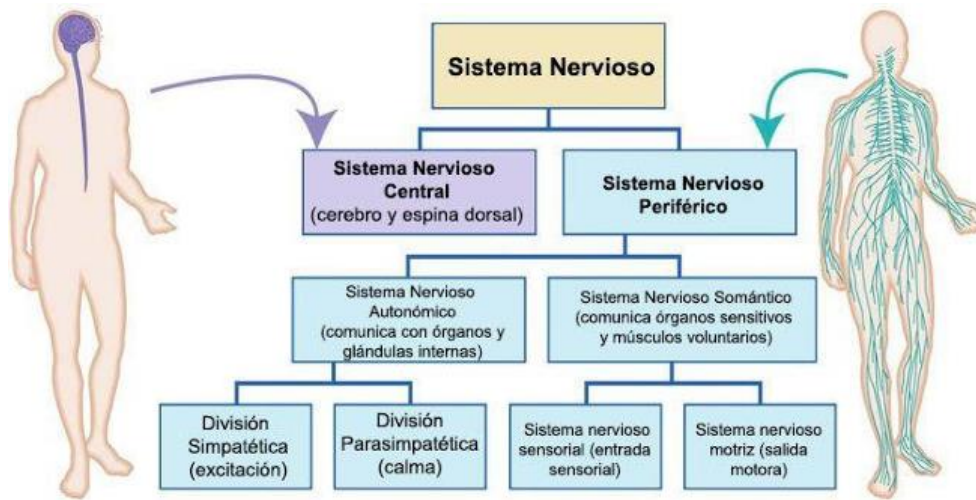 Sistema Nervioso
Sistema Nervioso
Central
(cerebro y espina dorsal)
Sistema Nervioso
Periférico
Sistema Nervioso
Autonómico
(comunica con órganos y
glándulas internas)
Sistema Nervioso Somántico
(comunica órganos sensitivos
y músculos voluntarios)
División
Simpatética
(excitación)
División
Parasimpatética
(calma)
Sistema nervioso
sensorial (entrada
sensorial)
Sistema nervioso
motriz (salida
motora)